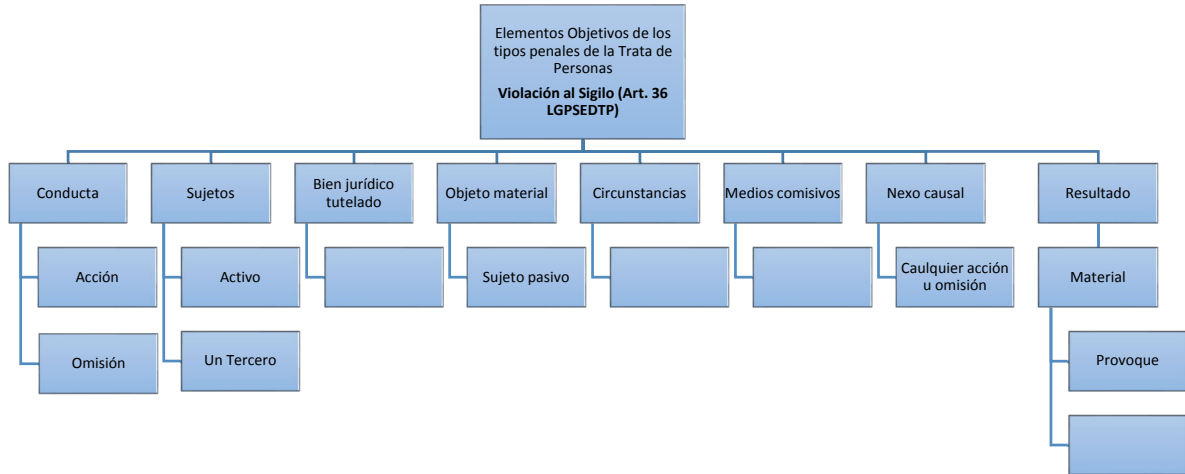 Elementos Objetivos de los
tipos penales de la Trata de
Personas
Violación al Sigilo (Art. 36
LGPSEDTP)
Conducta
Sujetos
Bien jurídico
tutelado
Objeto material
Circunstancias
Medios comisivos
Nexo causal
Resultado
Acción
Activo
Sujeto pasivo
Caulquier acción
u omisión
Material
Omisión
Un Tercero
Provoque